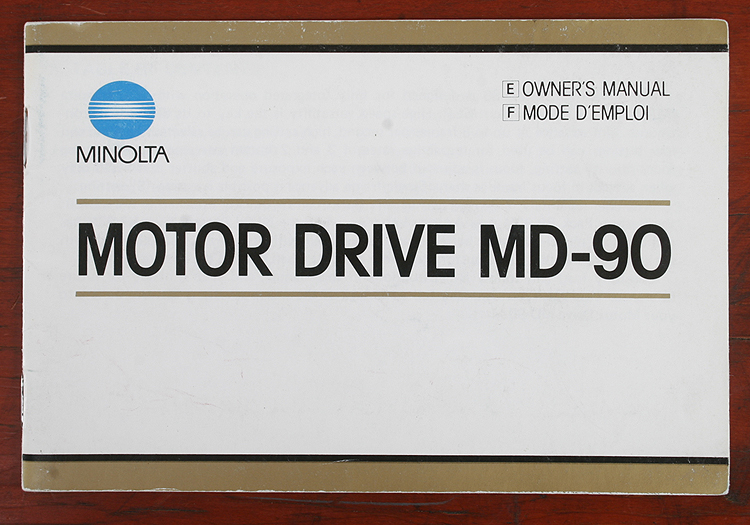 E OWNER'S MANUAL
F MODE D'EMPLOI
MINOLTA
MOTOR DRIVE MD-90